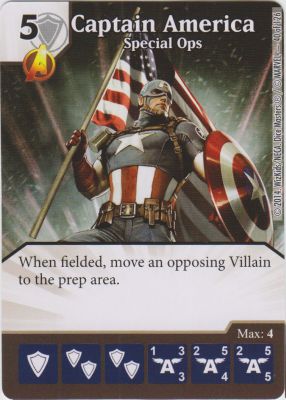 5 Captain America
Special Ops
When fielded, move an opposing Villain
to the prep area.
Max: 4
1 3
A
3
2 5
A
4
2 5
A
5